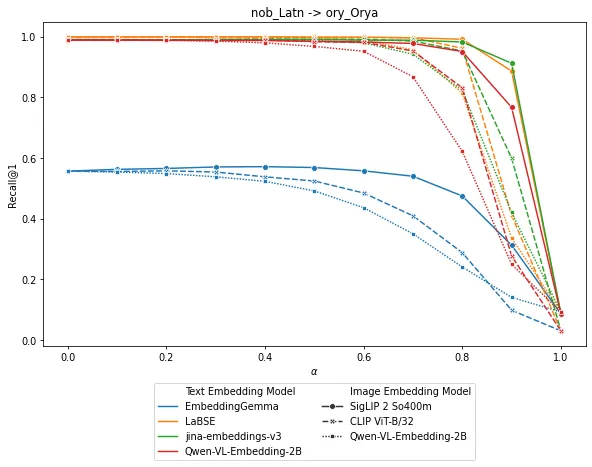 nob_Latn -> ory_Orya
Recall@1
1.0
0.8
0.6
0.4
0.2
0.0
0.0 0.2 0.4 0.6 0.8 1.0
α
Text Embedding Model Image Embedding Model
EmbeddingGemma SigLIP 2 So400m
LaBSE CLIP ViT-B/32
jina-embeddings-v3 Qwen-VL-Embedding-2B
Qwen-VL-Embedding-2B